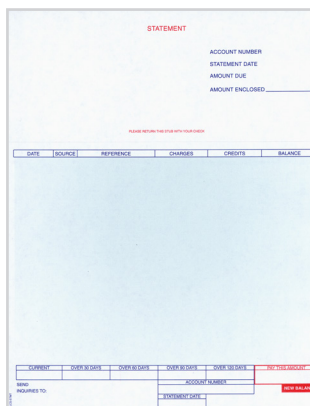 STATEMENT
ACCOUNT NUMBER
STATEMENT DATE
AMOUNT DUE
AMOUNT ENCLOSED
PLEASE RETURN THIS STUB WITH YOUR CHECK
DATE SOURCE REFERENCE CHARGES CREDITS BALANCE
CURRENT OVER 30 DAYS OVER 60 DAYS OVER 90 DAYS OVER 120 DAYS PAY THIS AMOUNT
SEND
INQUIRIES TO:
ACCOUNT NUMBER
NEW BALAN
STATEMENT DATE